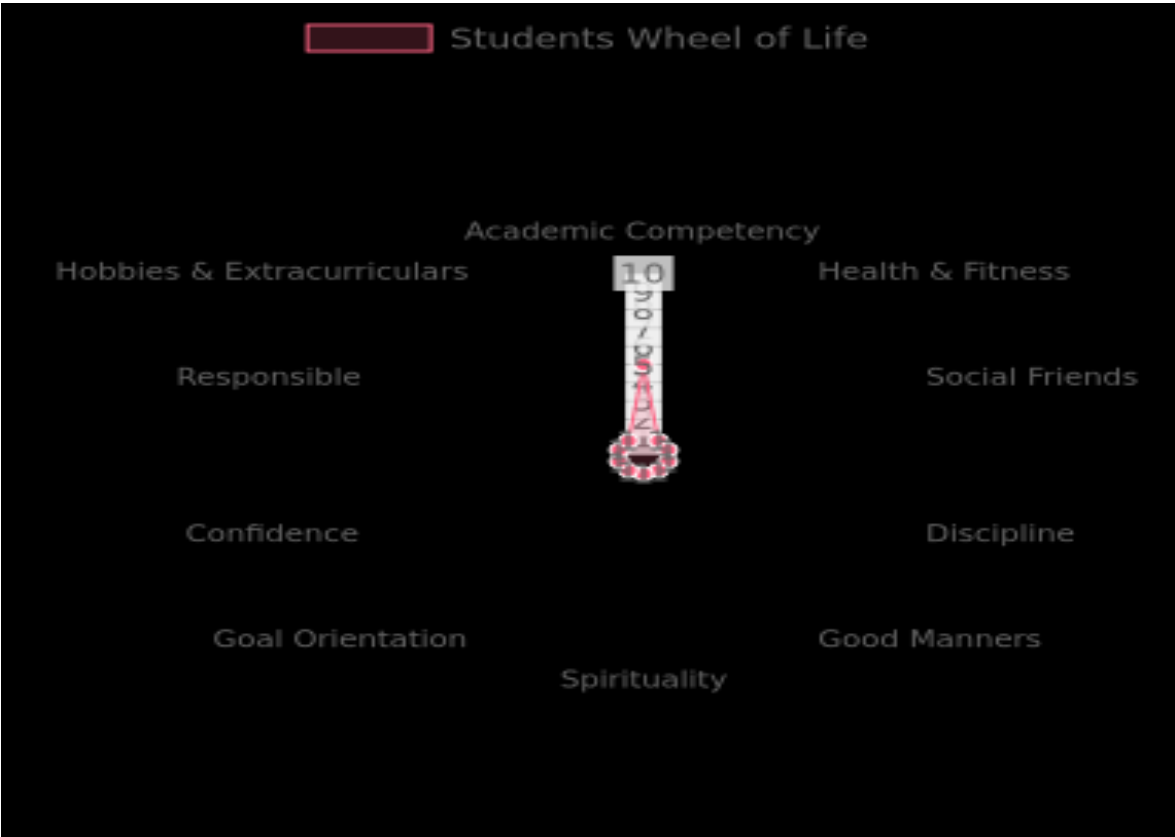 Students Wheel of Life
Academic Competency
Hobbies & Extracurriculars
10
Health & Fitness
Responsible
Social Friends
Confidence
Discipline
Goal Orientation
Good Manners
Spirituality